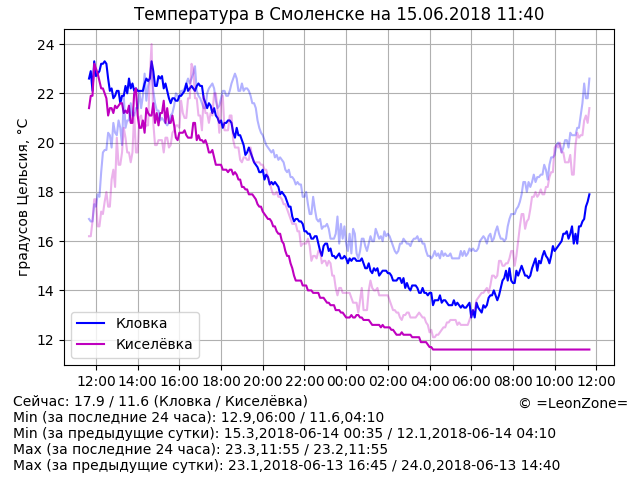 Температура в Смоленске на 15.06.2018 11:40
градусов Цельсия, °C
24
22
20
18
16
14
12
Кловка
Киселёвка
12:00 14:00 16:00 18:00 20:00 22:00 00:00 02:00 04:00 06:00 08:00 10:00 12:00
Сейчас: 17.9 / 11.6 (Кловка / Киселёвка)
© =LeonZone=
Min (за последние 24 часа): 12.9,06:00 / 11.6,04:10
Min (за предыдущие сутки): 15.3,2018-06-14 00:35 / 12.1,2018-06-14 04:10
Max (за последние 24 часа): 23.3,11:55 / 23.2,11:55
Max (за предыдущие сутки): 23.1,2018-06-13 16:45 / 24.0,2018-06-13 14:40